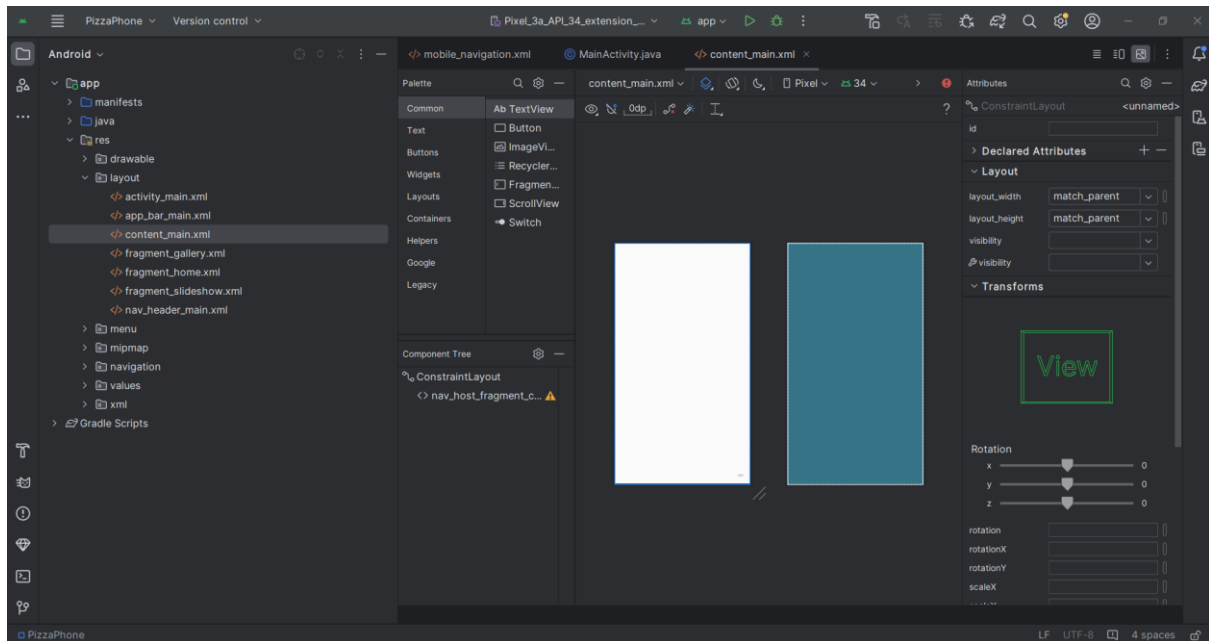 PizzaPhone Version control Pixel_3a_API_34_extension_... app
Android
app
manifests
java
res
drawable
layout
activity_main.xml
app_bar_main.xml
content_main.xml
fragment_gallery.xml
fragment_home.xml
fragment_slideshow.xml
nav_header_main.xml
menu
mipmap
navigation
values
xml
Gradle Scripts
mobile_navigation.xml MainActivity.java content_main.xml
Palette
Common
Text
Buttons
Widgets
Layouts
Containers
Helpers
Google
Legacy
Ab TextView
Button
ImageVi...
Recycler...
Fragmen...
ScrollView
Switch
Component Tree
ConstraintLayout
nav_host_fragment_c...
content_main.xml Pixel 34
0dp
?
Attributes
ConstraintLayout <unnamed>
id
Declared Attributes
Layout
layout_width match_parent
layout_height match_parent
visibility
visibility
Transforms
View
Rotation
x 0
y 0
z 0
rotation
rotationX
rotationY
scaleX
PizzaPhone LF UTF-8 4 spaces